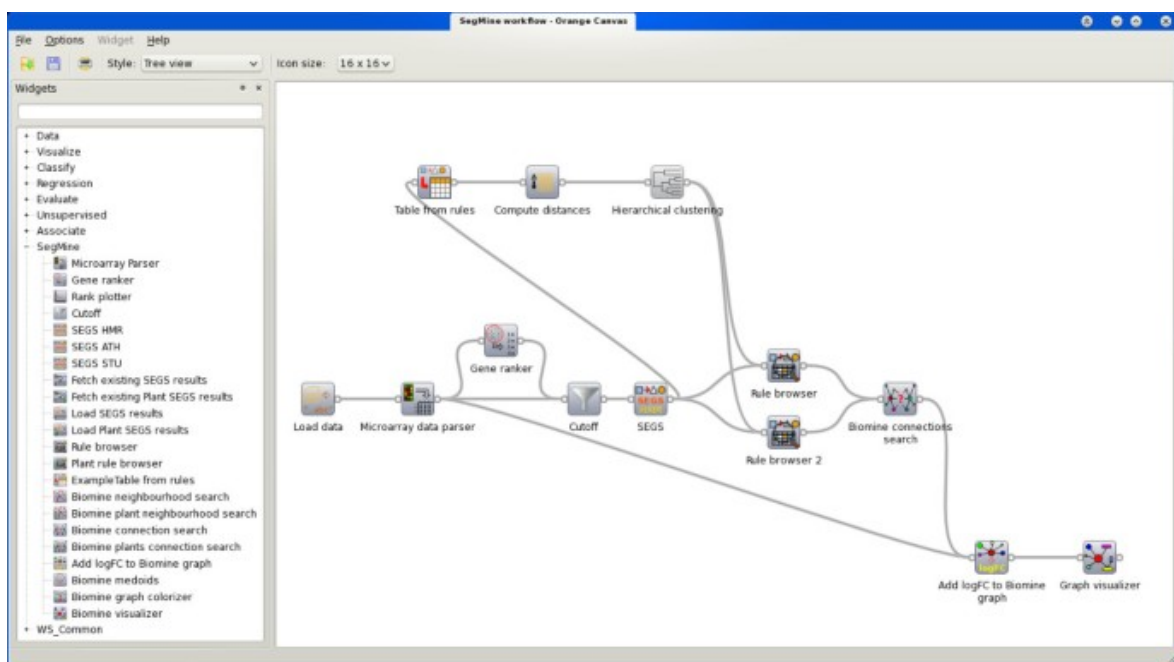 SegMine workflow - Orange Canvas
File Options Widget Help
Style: Tree view Icon size: 16 x 16
Widgets
+ Data
+ Visualize
+ Classify
+ Regression
+ Evaluate
+ Unsupervised
+ Associate
- SegMine
Microarray Parser
Gene ranker
Rank plotter
Cutoff
SEGS HMR
SEGS ATH
SEGS STU
Fetch existing SEGS results
Fetch existing Plant SEGS results
Load SEGS results
Load Plant SEGS results
Rule browser
Plant rule browser
ExampleTable from rules
Biomine neighbourhood search
Biomine plant neighbourhood search
Biomine connection search
Biomine plants connection search
Add logFC to Biomine graph
Biomine medoids
Biomine graph colorizer
Biomine visualizer
+ WS_Common
Table from rules
Compute distances
Hierarchical clustering
Gene ranker
Load data
Microarray data parser
Cutoff
SEGS
SEGS
Rule browser
Rule browser 2
Biomine connections
search
logFC
Add logFC to Biomine
graph
Graph visualizer